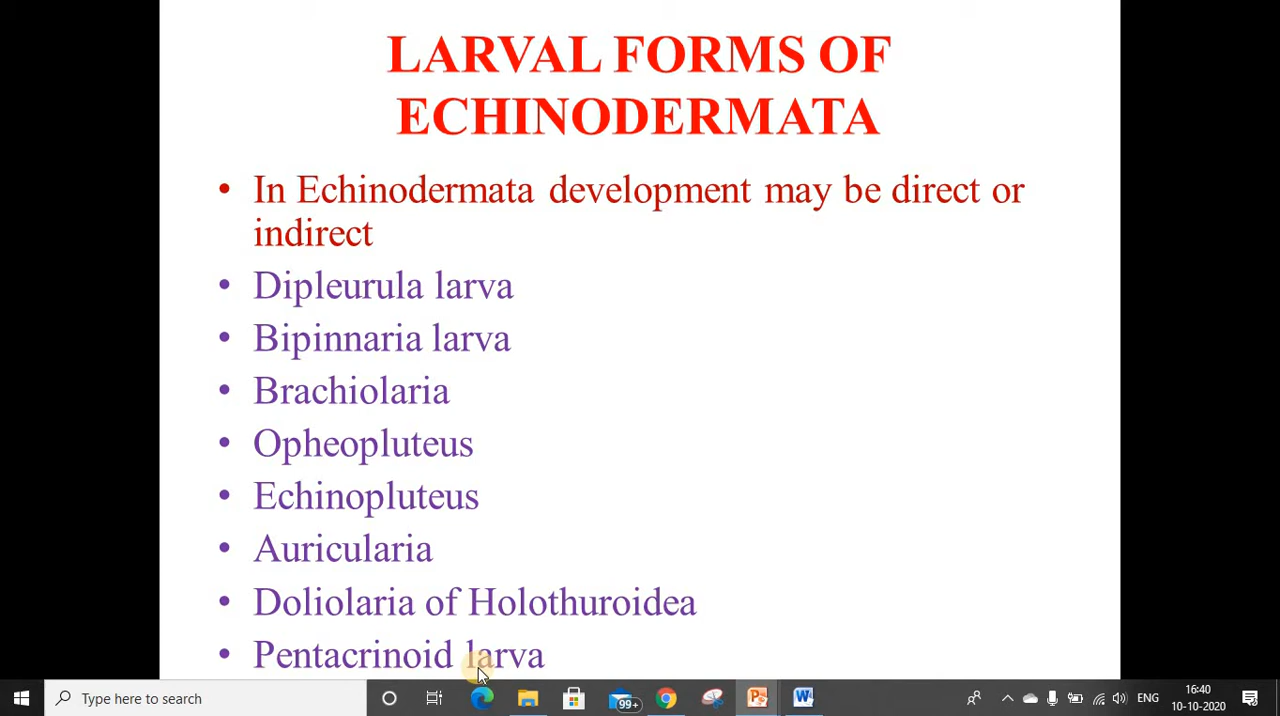 LARVAL FORMS OF
ECHINODERMATA
• In Echinodermata development may be direct or
indirect
• Dipleurula larva
• Bipinnaria larva
• Brachiolaria
• Opheopluteus
• Echinopluteus
• Auricularia
• Doliolaria of Holothuroidea
• Pentacrinoid larva
Type here to search
99+
ENG
16:40
10-10-2020